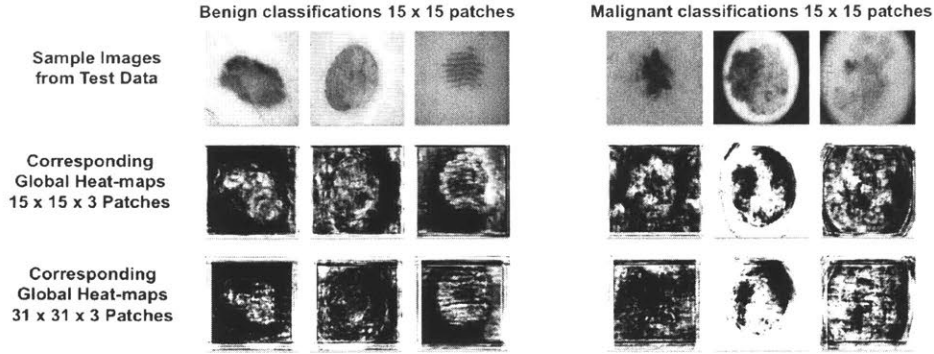 Benign classifications 15 x 15 patches
Malignant classifications 15 x 15 patches
Sample Images
from Test Data
Corresponding
Global Heat-maps
15 x 15 x 3 Patches
Corresponding
Global Heat-maps
31 x 31 x 3 Patches